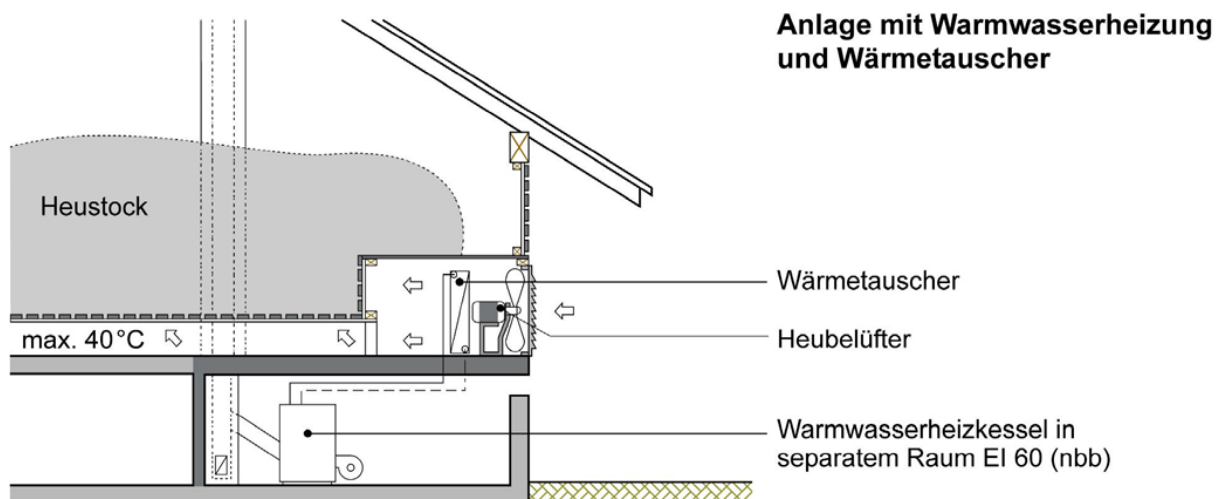 Anlage mit Warmwasserheizung
und Wärmetauscher
Heustock
Wärmetauscher
max. 40 °C
Heubelüfter
Warmwasserheizkessel in
separatem Raum EI 60 (nbb)